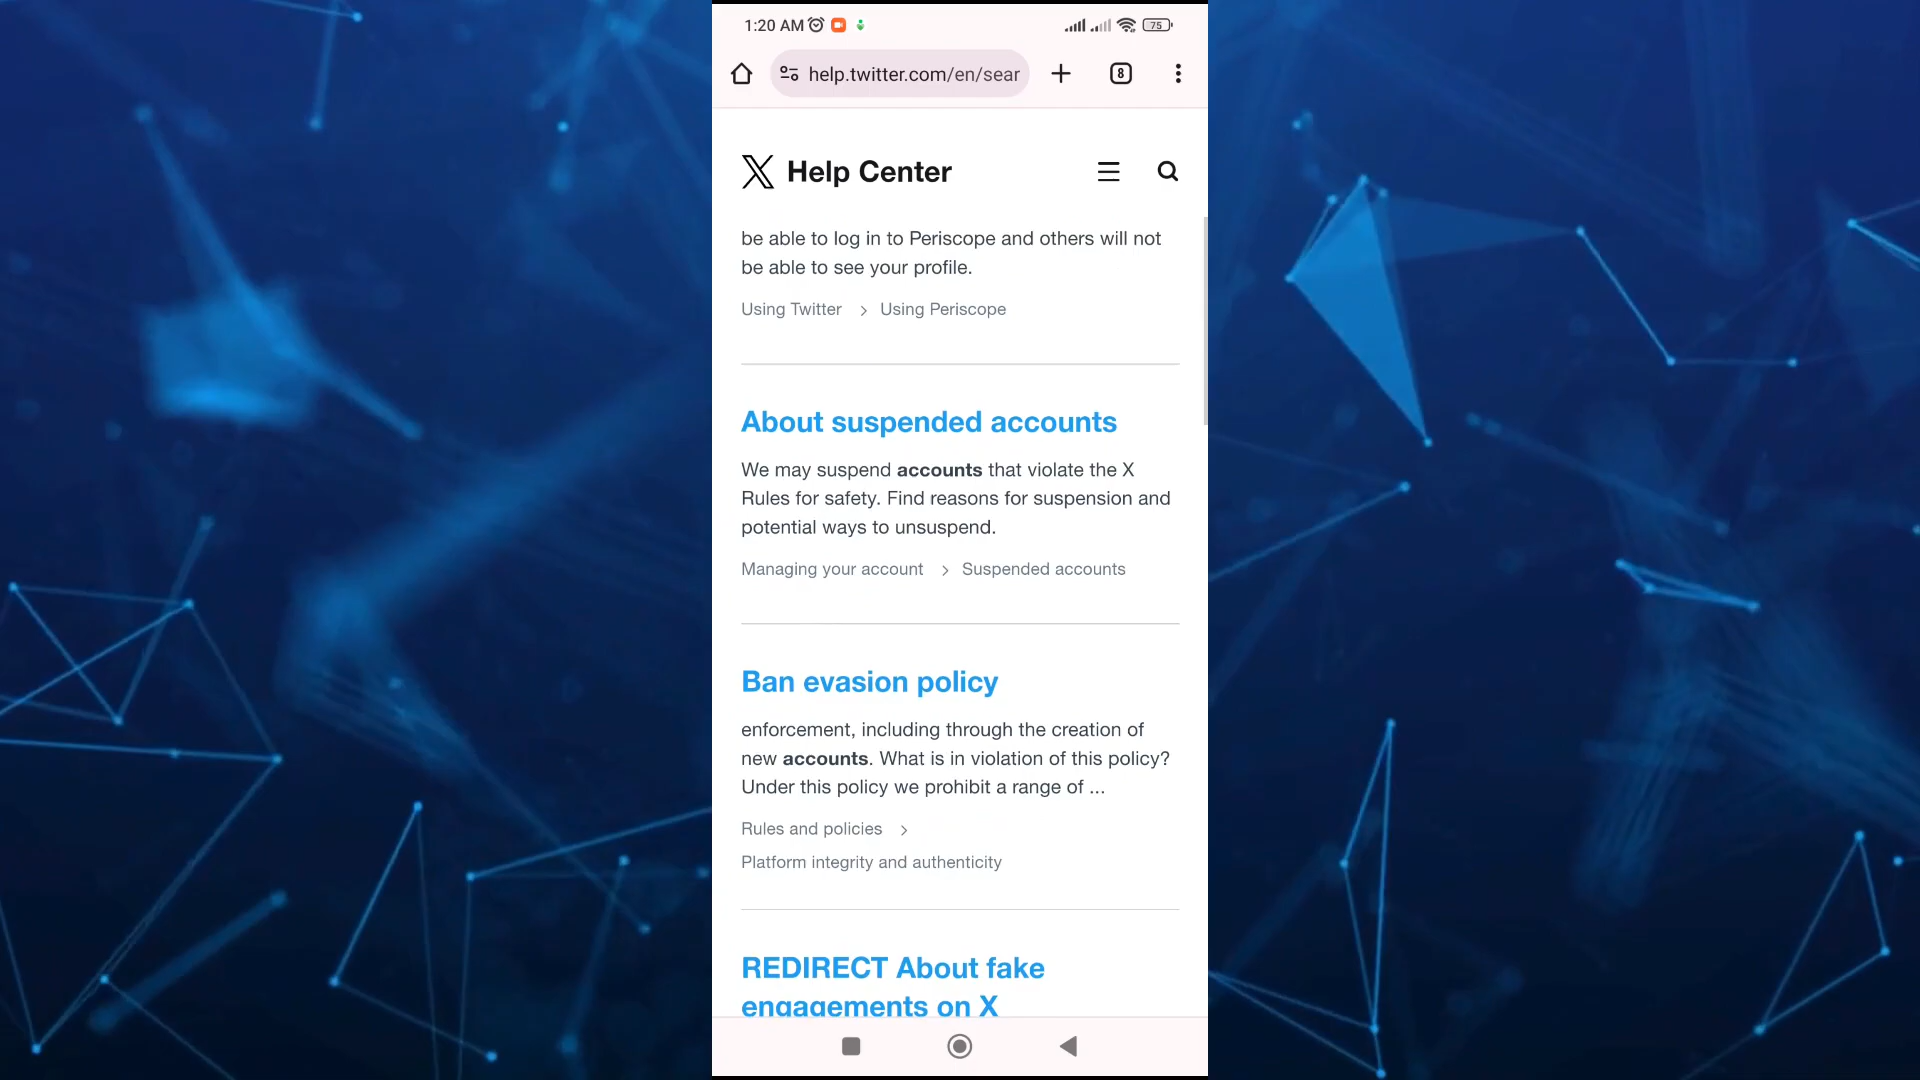 1:20 AM
75
help.twitter.com/en/sear
8
X Help Center
be able to log in to Periscope and others will not
be able to see your profile.
Using Twitter > Using Periscope
About suspended accounts
We may suspend accounts that violate the X
Rules for safety. Find reasons for suspension and
potential ways to unsuspend.
Managing your account > Suspended accounts
Ban evasion policy
enforcement, including through the creation of
new accounts. What is in violation of this policy?
Under this policy we prohibit a range of ...
Rules and policies >
Platform integrity and authenticity
REDIRECT About fake
engagements on X